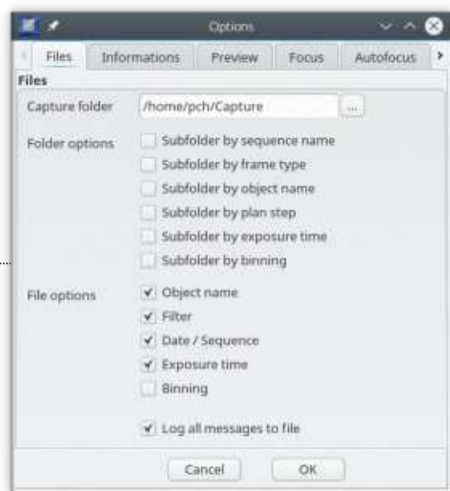 Options
Files Informations Preview Focus Autofocus
Files
Capture folder /home/pch/Capture ...
Folder options Subfolder by sequence name
Subfolder by frame type
Subfolder by object name
Subfolder by plan step
Subfolder by exposure time
Subfolder by binning
File options Object name
Filter
Date / Sequence
Exposure time
Binning
Log all messages to file
Cancel OK